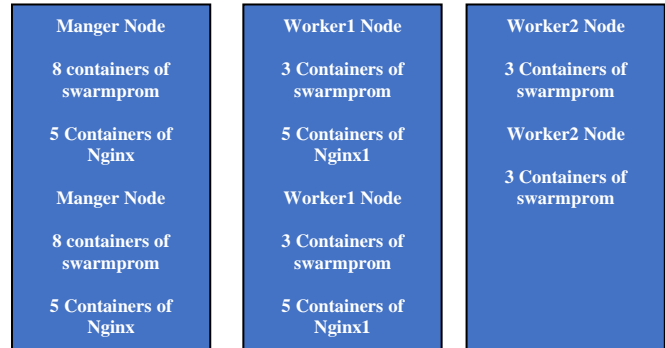 Manger Node
8 containers of
swarmprom
5 Containers of
Nginx
Manger Node
8 containers of
swarmprom
5 Containers of
Nginx
Worker1 Node
3 Containers of
swarmprom
5 Containers of
Nginx1
Worker1 Node
3 Containers of
swarmprom
5 Containers of
Nginx1
Worker2 Node
3 Containers of
swarmprom
Worker2 Node
3 Containers of
swarmprom